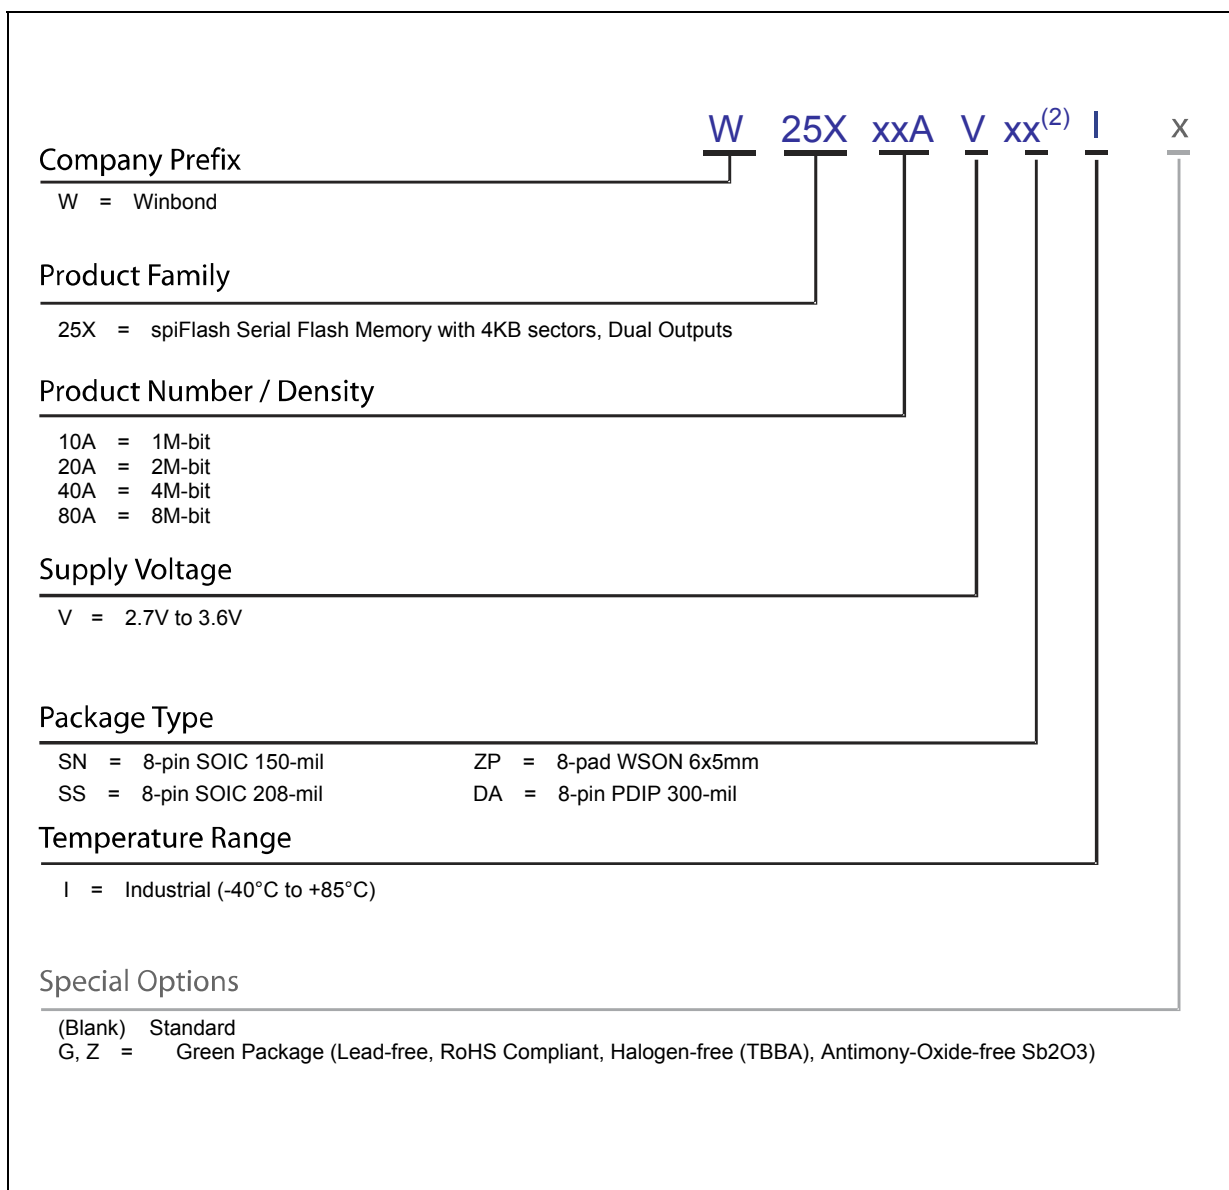 W 25X xxA V xx(2) I x
Company Prefix
W = Winbond
Product Family
25X = spiFlash Serial Flash Memory with 4KB sectors, Dual Outputs
Product Number / Density
10A = 1M-bit
20A = 2M-bit
40A = 4M-bit
80A = 8M-bit
Supply Voltage
V = 2.7V to 3.6V
Package Type
SN = 8-pin SOIC 150-mil ZP = 8-pad WSON 6x5mm
SS = 8-pin SOIC 208-mil DA = 8-pin PDIP 300-mil
Temperature Range
I = Industrial (-40°C to +85°C)
Special Options
(Blank) Standard
G, Z = Green Package (Lead-free, RoHS Compliant, Halogen-free (TBBA), Antimony-Oxide-free Sb2O3)